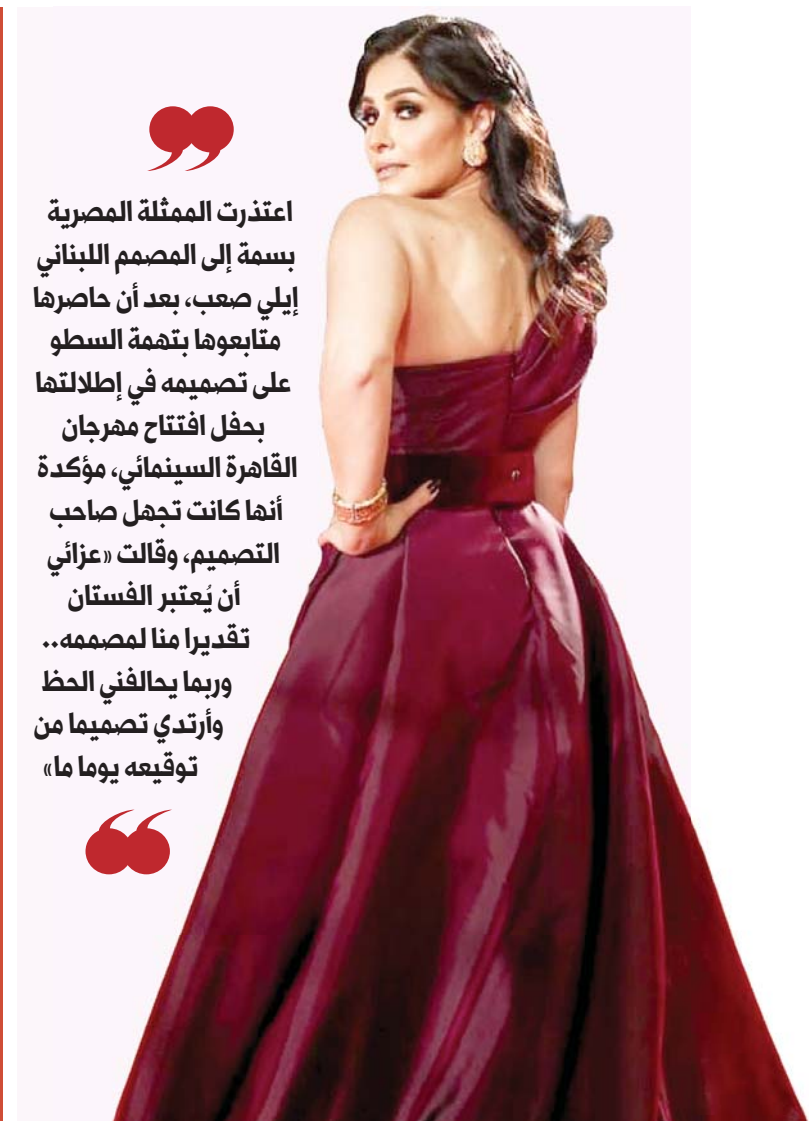 اعتذرت الممثلة المصرية
بسمة إلى المصمم اللبناني
إيلي صعب، بعد أن حاصرها
متابعوها بتهمة السطو
على تصميمه في إطلالتها
بحفل افتتاح مهرجان
القاهرة السينمائي، مؤكدة
أنها كانت تجهل صاحب
التصميم، وقالت «عزائي
أن يُعتبر الفستان
تقديرا منا لمصممه..
وربما يحالفني الحظ
وأرتدي تصميما من
توقيعه يوما ما»